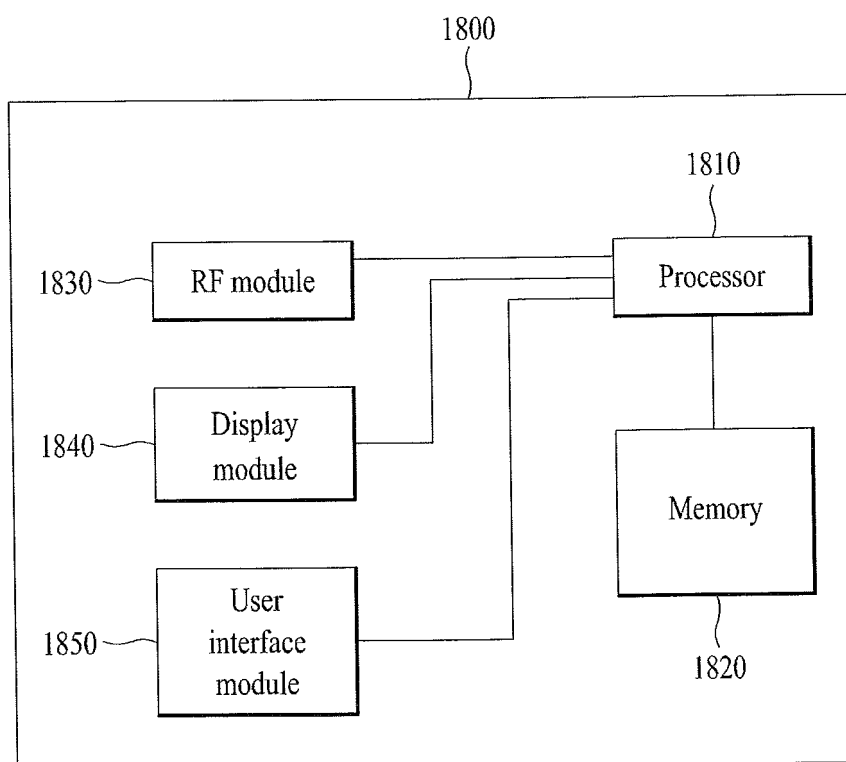 1800
1810
1830
RF module
Processor
1840
Display
module
Memory
1850
User
interface
module
1820